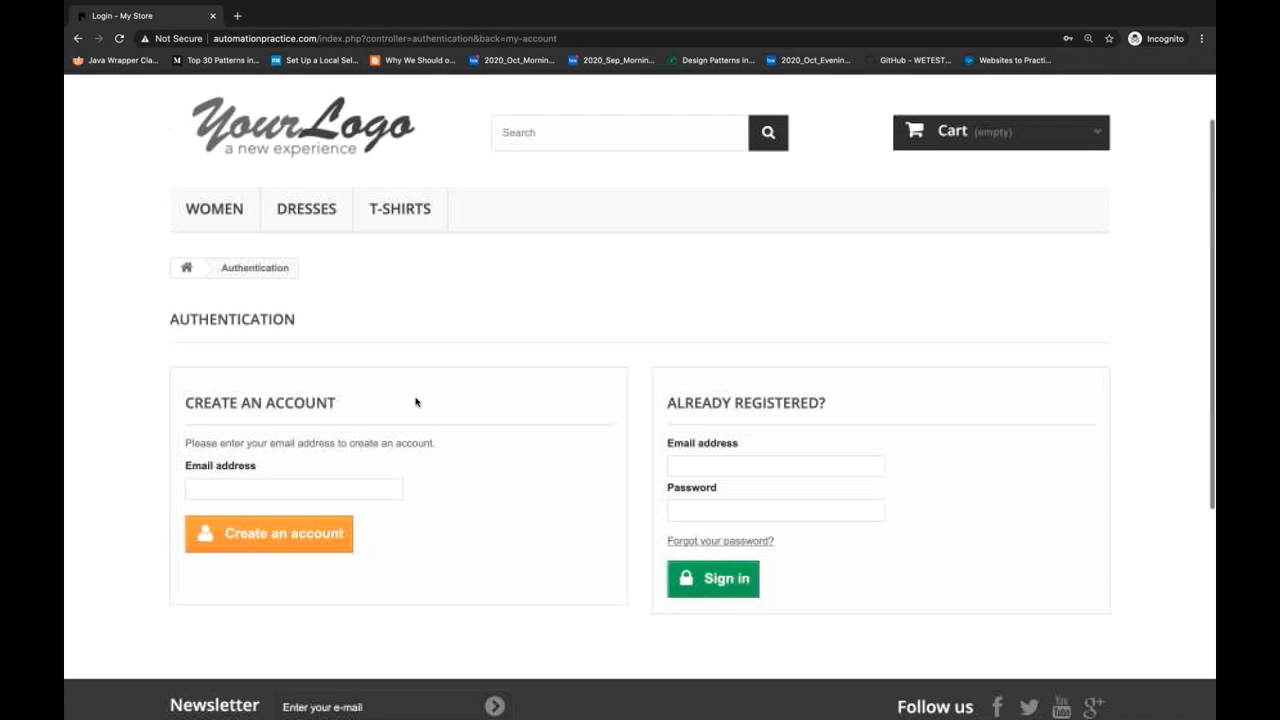 Login - My Store
Not Secure automationpractice.com/index.php?controller=authentication&back=my-account Incognito
Java Wrapper Cla... Top 30 Patterns in... Set Up a Local Sel... Why We Should o... 2020_Oct_Mornin... 2020_Sep_Mornin... Design Patterns in... 2020_Oct_Evenin... GitHub - WETEST... Websites to Practi...
YourLogo
a new experience
Search
Cart (empty)
WOMEN DRESSES T-SHIRTS
Authentication
AUTHENTICATION
CREATE AN ACCOUNT
Please enter your email address to create an account.
Email address
Create an account
ALREADY REGISTERED?
Email address
Password
Forgot your password?
Sign in
Newsletter Enter your e-mail
Follow us
You Tube